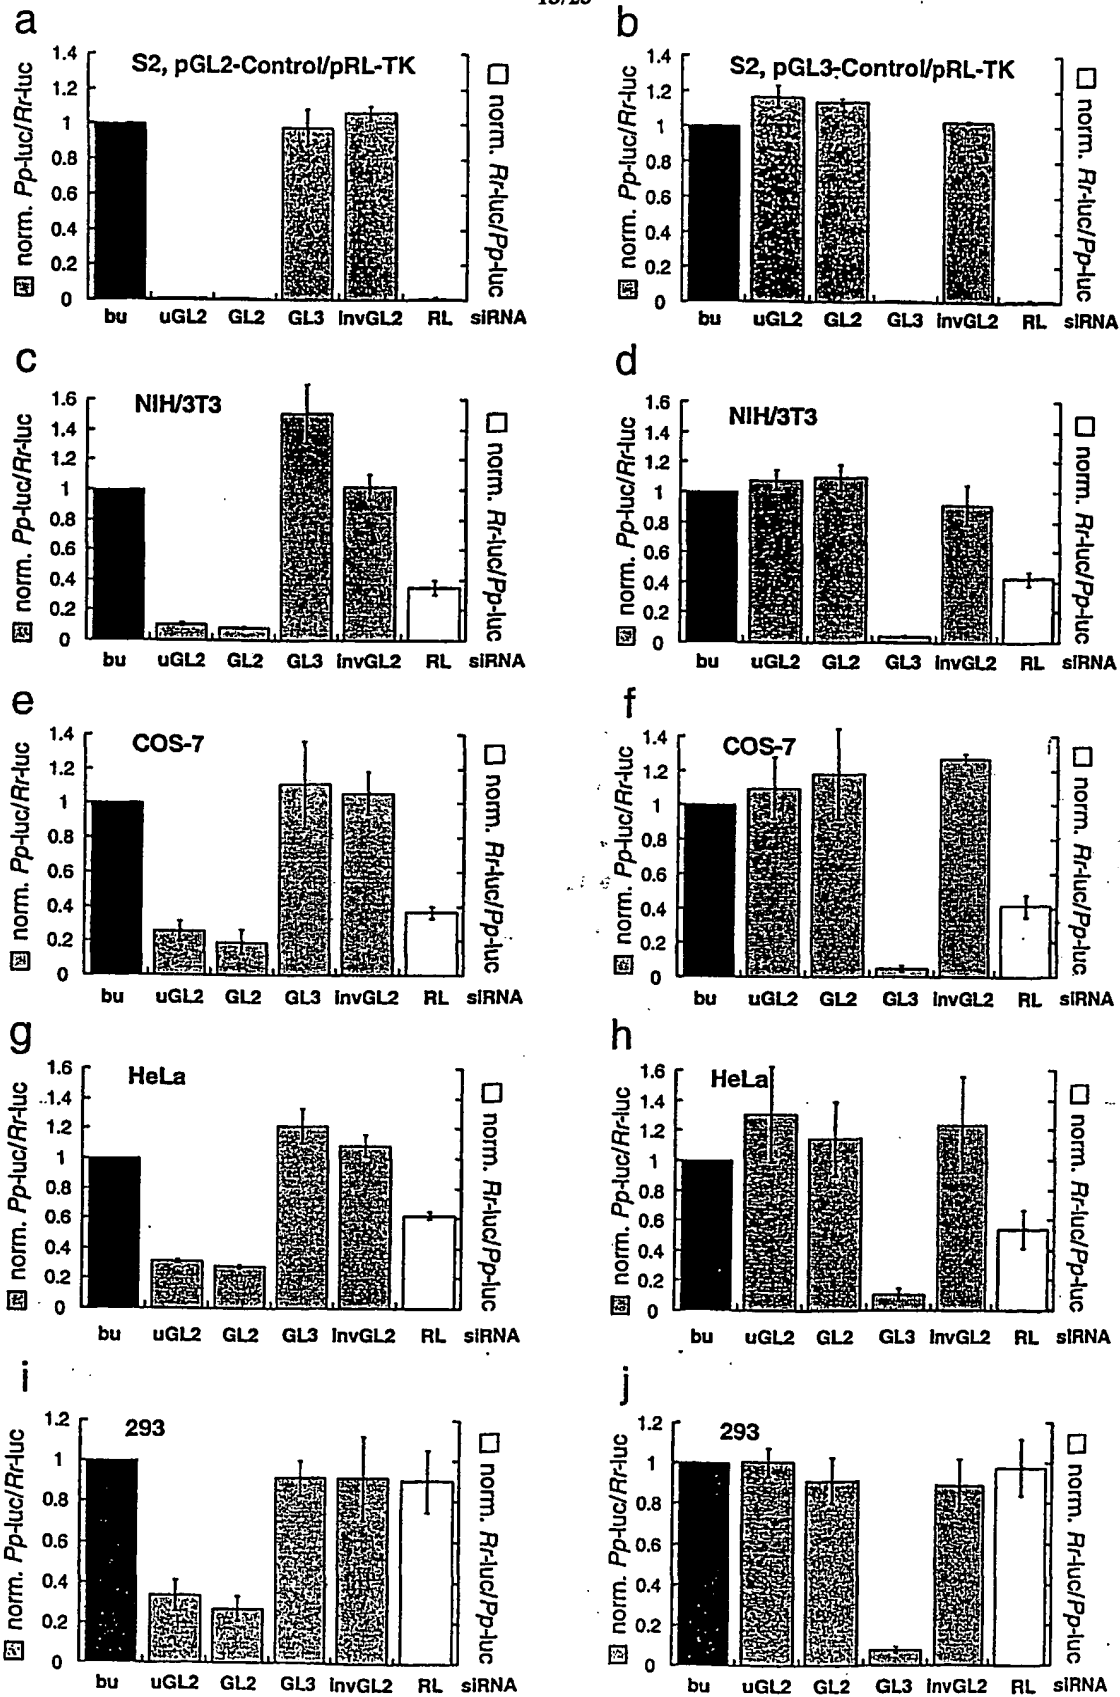 a
S2, pGL2-Control/pRL-TK
norm. Pp-luc/Rr-luc
1.4
1.2
1
0.8
0.6
0.4
0.2
0
norm. Rr-luc/Pp-luc
bu uGL2 GL2 GL3 invGL2 RL siRNA
b
S2, pGL3-Control/pRL-TK
norm. Pp-luc/Rr-luc
1.4
1.2
1
0.8
0.6
0.4
0.2
0
norm. Rr-luc/Pp-luc
bu uGL2 GL2 GL3 invGL2 RL siRNA
c
NIH/3T3
norm. Pp-luc/Rr-luc
1.6
1.4
1.2
1
0.8
0.6
0.4
0.2
0
norm. Rr-luc/Pp-luc
bu uGL2 GL2 GL3 invGL2 RL siRNA
d
NIH/3T3
norm. Pp-luc/Rr-luc
1.6
1.4
1.2
1
0.8
0.6
0.4
0.2
0
norm. Rr-luc/Pp-luc
bu uGL2 GL2 GL3 invGL2 RL siRNA
e
COS-7
norm. Pp-luc/Rr-luc
1.4
1.2
1
0.8
0.6
0.4
0.2
0
norm. Rr-luc/Pp-luc
bu uGL2 GL2 GL3 invGL2 RL siRNA
f
COS-7
norm. Pp-luc/Rr-luc
1.4
1.2
1
0.8
0.6
0.4
0.2
0
norm. Rr-luc/Pp-luc
bu uGL2 GL2 GL3 invGL2 RL siRNA
g
HeLa
norm. Pp-luc/Rr-luc
1.6
1.4
1.2
1
0.8
0.6
0.4
0.2
0
norm. Rr-luc/Pp-luc
bu uGL2 GL2 GL3 invGL2 RL siRNA
h
HeLa
norm. Pp-luc/Rr-luc
1.6
1.4
1.2
1
0.8
0.6
0.4
0.2
0
norm. Rr-luc/Pp-luc
bu uGL2 GL2 GL3 invGL2 RL siRNA
i
293
norm. Pp-luc/Rr-luc
1.2
1
0.8
0.6
0.4
0.2
0
norm. Rr-luc/Pp-luc
bu uGL2 GL2 GL3 invGL2 RL siRNA
j
293
norm. Pp-luc/Rr-luc
1.2
1
0.8
0.6
0.4
0.2
0
norm. Rr-luc/Pp-luc
bu uGL2 GL2 GL3 invGL2 RL siRNA